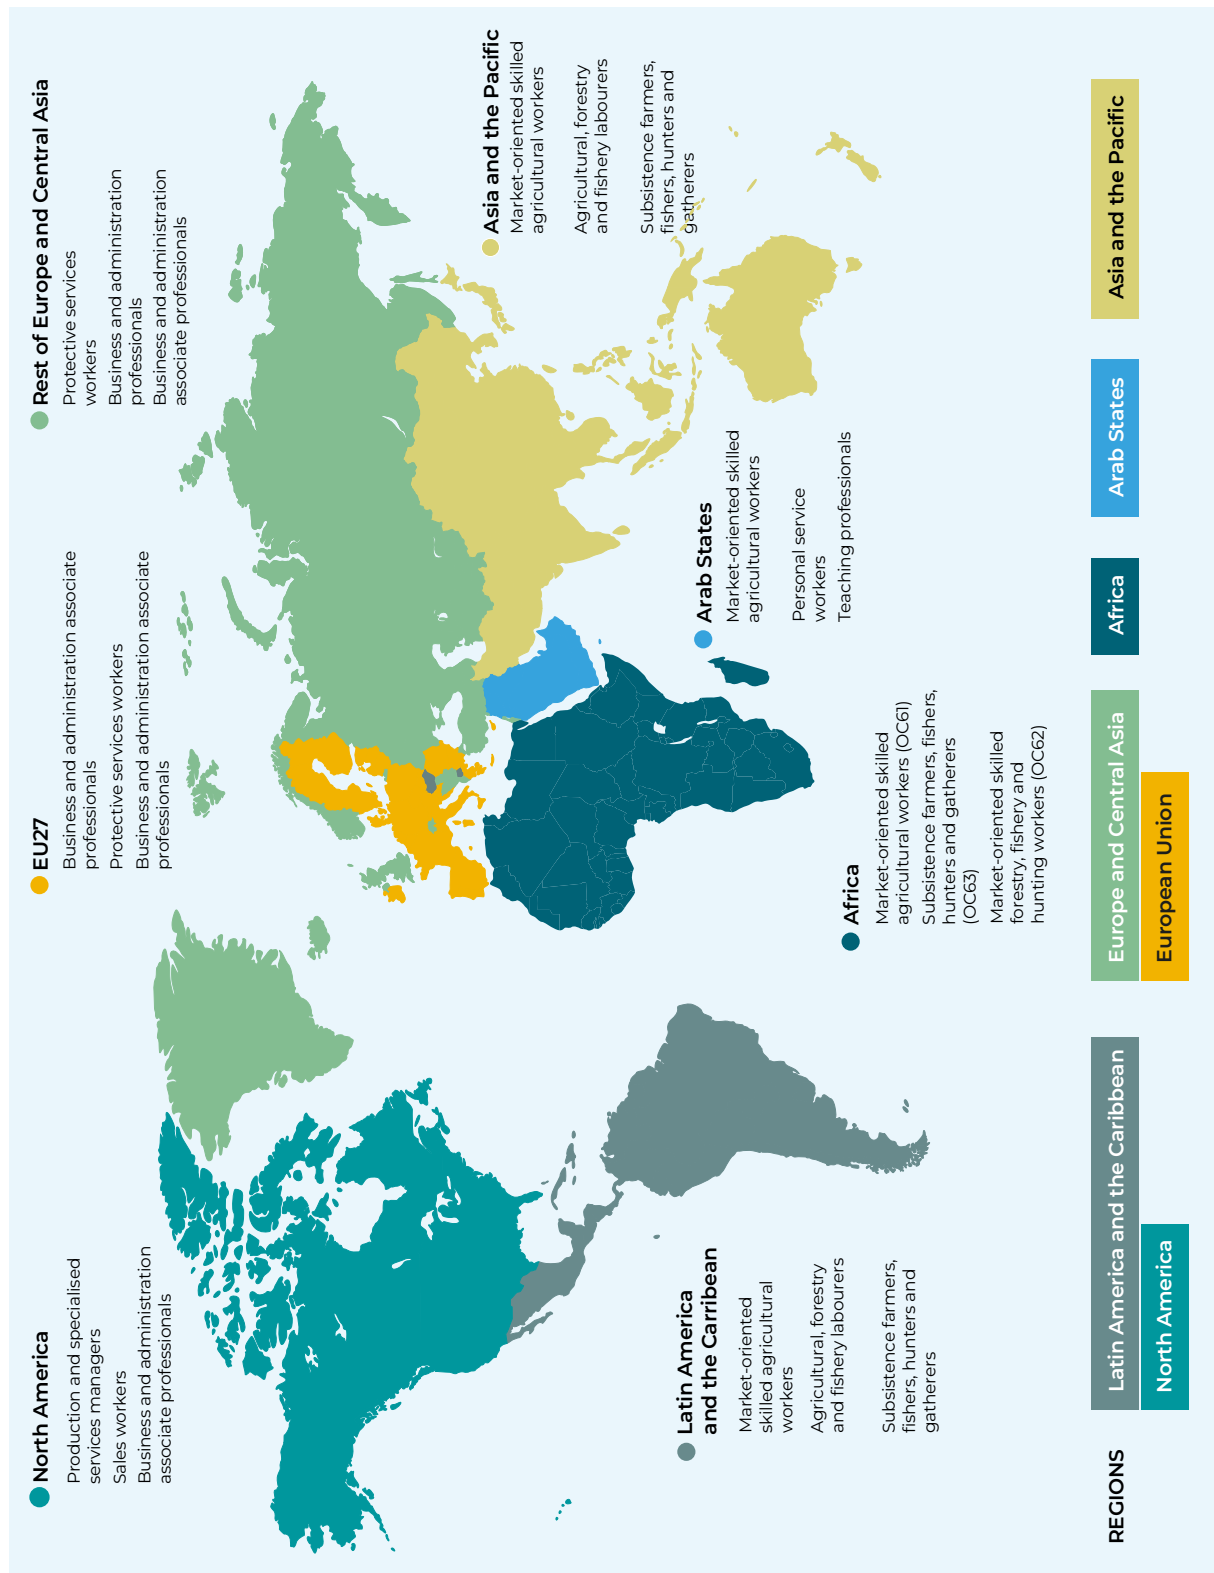 North America
Production and specialised
services managers
Sales workers
Business and administration
associate professionals
EU27
Business and administration associate
professionals
Protective services workers
Business and administration associate
professionals
Rest of Europe and Central Asia
Protective services
workers
Business and administration
professionals
Business and administration
associate professionals
Asia and the Pacific
Market-oriented skilled
agricultural workers
Agricultural, forestry
and fishery labourers
Subsistence farmers,
fishers, hunters and
gatherers
Latin America
and the Carribean
Market-oriented
skilled agricultural
workers
Agricultural, forestry
and fishery labourers
Subsistence farmers,
fishers, hunters and
gatherers
Africa
Market-oriented skilled
agricultural workers (OC61)
Subsistence farmers, fishers,
hunters and gatherers
(OC63)
Market-oriented skilled
forestry, fishery and
hunting workers (OC62)
Arab States
Market-oriented skilled
agricultural workers
Personal service
workers
Teaching professionals
REGIONS
Latin America and the Caribbean
North America
Europe and Central Asia
European Union
Africa
Arab States
Asia and the Pacific